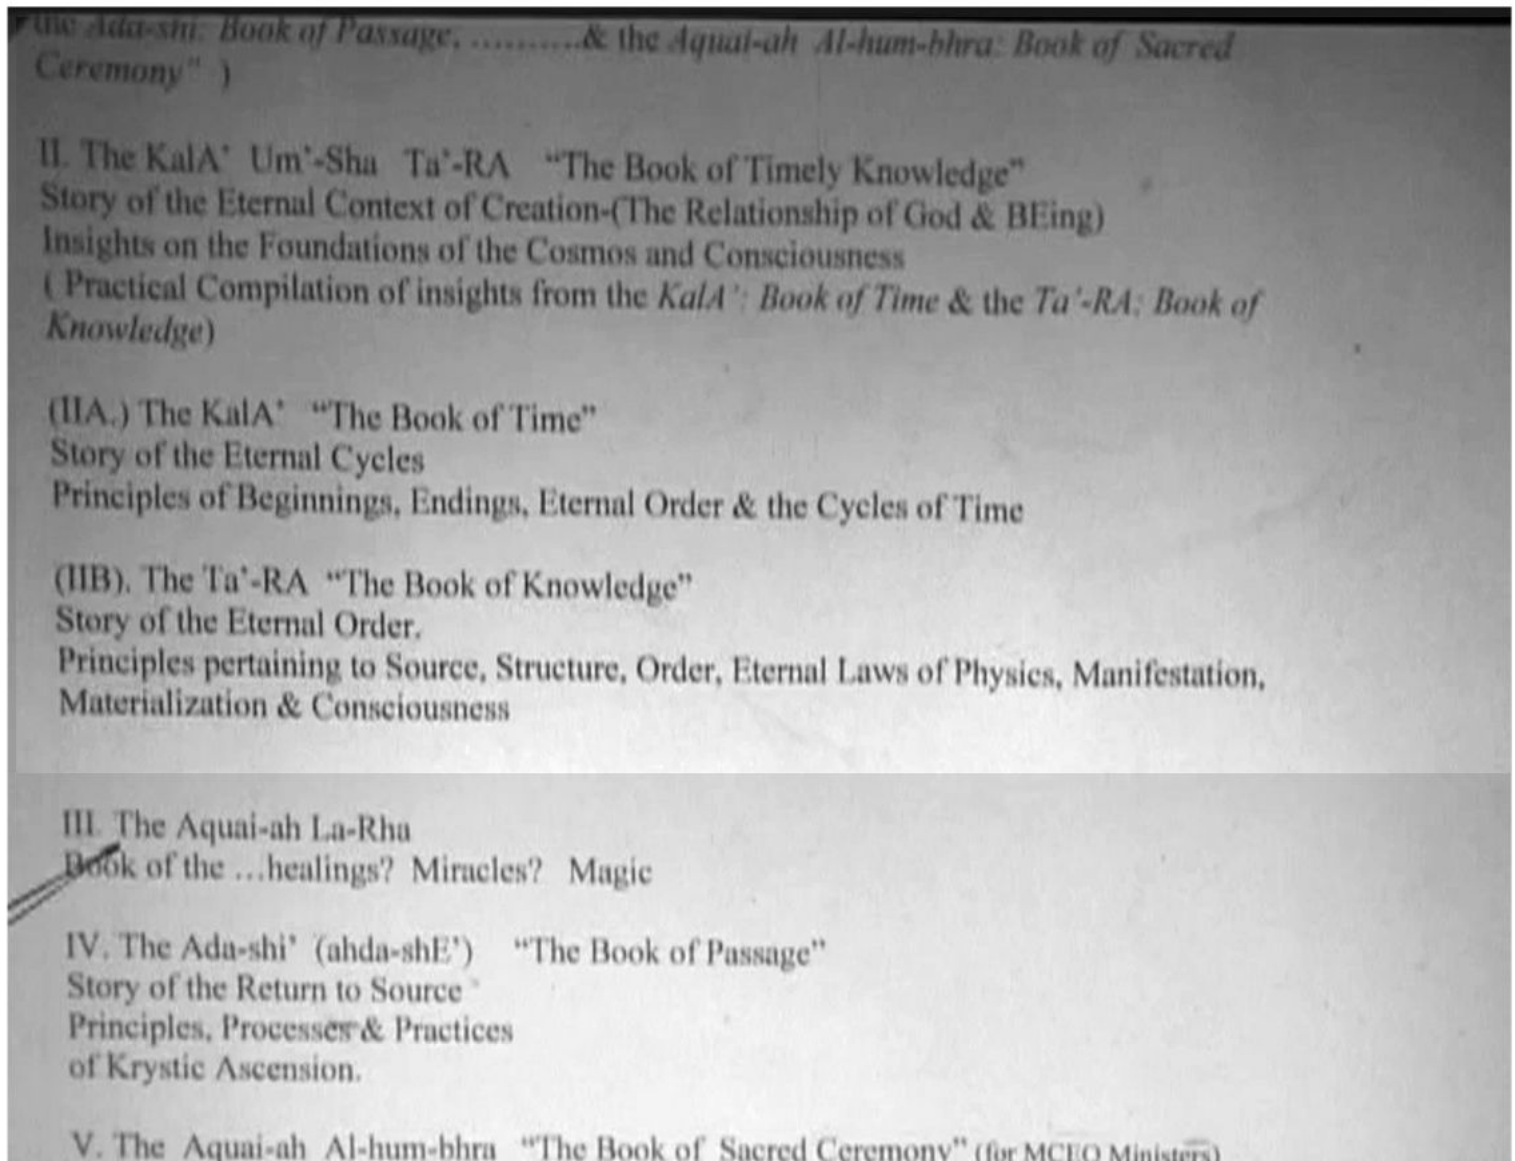 the Ada-shi: Book of Passage, ..........& the Aquai-ah Al-hum-bhra: Book of Sacred
Ceremony" )
II. The KalA' Um'-Sha Ta'-RA "The Book of Timely Knowledge"
Story of the Eternal Context of Creation-(The Relationship of God & BEing)
Insights on the Foundations of the Cosmos and Consciousness
( Practical Compilation of insights from the KalA': Book of Time & the Ta'-RA: Book of
Knowledge)
(IIA.) The KalA' "The Book of Time"
Story of the Eternal Cycles
Principles of Beginnings, Endings, Eternal Order & the Cycles of Time
(IIB). The Ta'-RA "The Book of Knowledge"
Story of the Eternal Order.
Principles pertaining to Source, Structure, Order, Eternal Laws of Physics, Manifestation,
Materialization & Consciousness
III. The Aquai-ah La-Rha
Book of the ...healings? Miracles? Magic
IV. The Ada-shi' (ahda-shE') "The Book of Passage"
Story of the Return to Source
Principles, Processes & Practices
of Krystic Ascension.
V. The Aquai-ah Al-hum-bhra "The Book of Sacred Ceremony" (for MCEO Ministers)